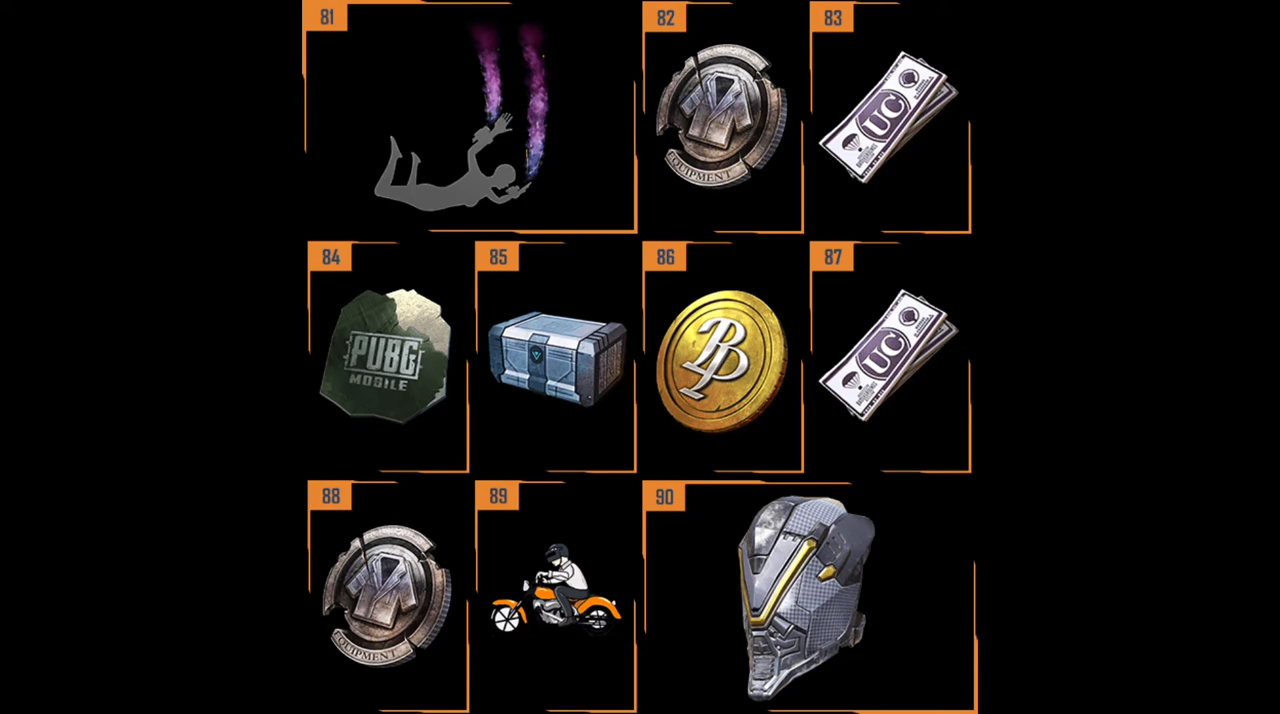 81
82
83
EQUIPMENT
UC
84
85
86
87
PUBG
MOBILE
BP
UC
88
89
90
EQUIPMENT